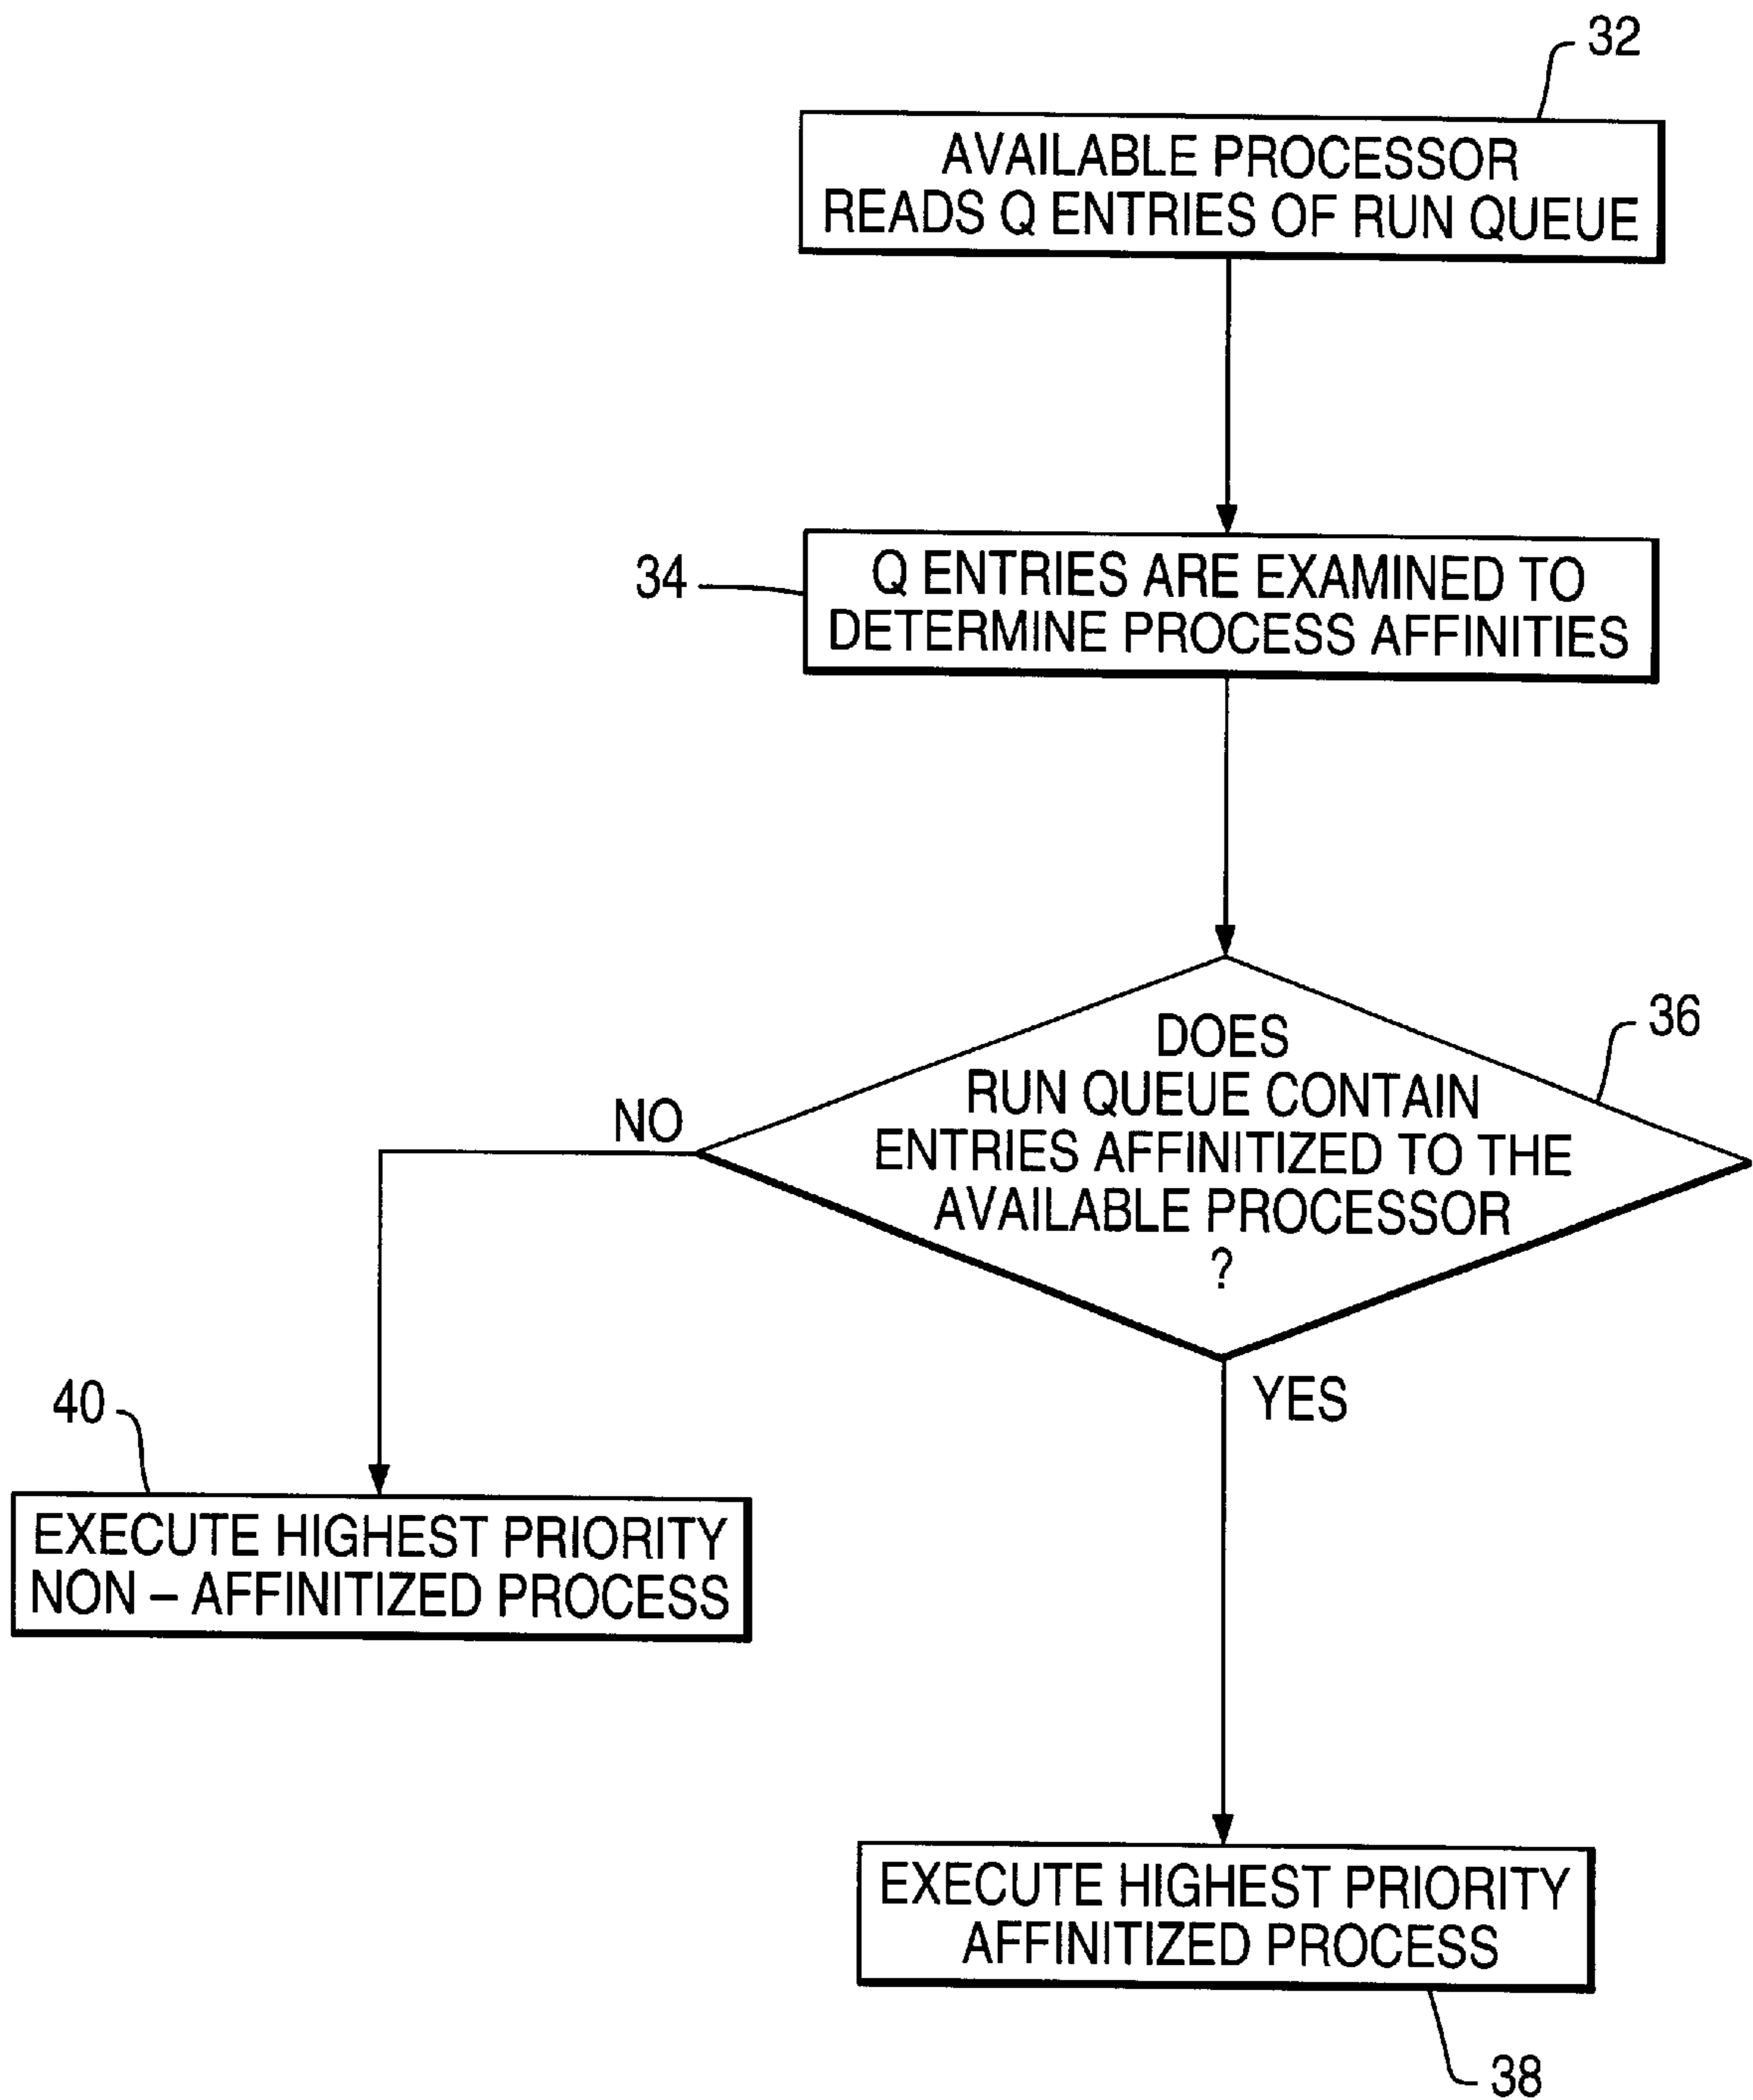 32
AVAILABLE PROCESSOR
READS Q ENTRIES OF RUN QUEUE
34
Q ENTRIES ARE EXAMINED TO
DETERMINE PROCESS AFFINITIES
36
DOES
RUN QUEUE CONTAIN
ENTRIES AFFINITIZED TO THE
AVAILABLE PROCESSOR
?
NO
YES
40
EXECUTE HIGHEST PRIORITY
NON – AFFINITIZED PROCESS
EXECUTE HIGHEST PRIORITY
AFFINITIZED PROCESS
38